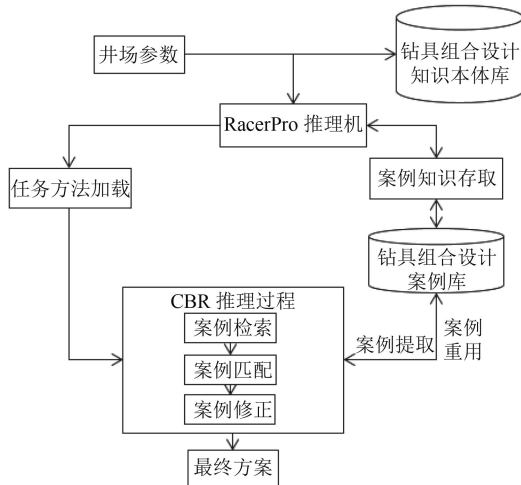 井场参数
钻具组合设计
知识本体库
RacerPro 推理机
任务方法加载
案例知识存取
钻具组合设计
案例库
CBR 推理过程
案例检索
案例匹配
案例修正
案例提取
案例
重用
最终方案